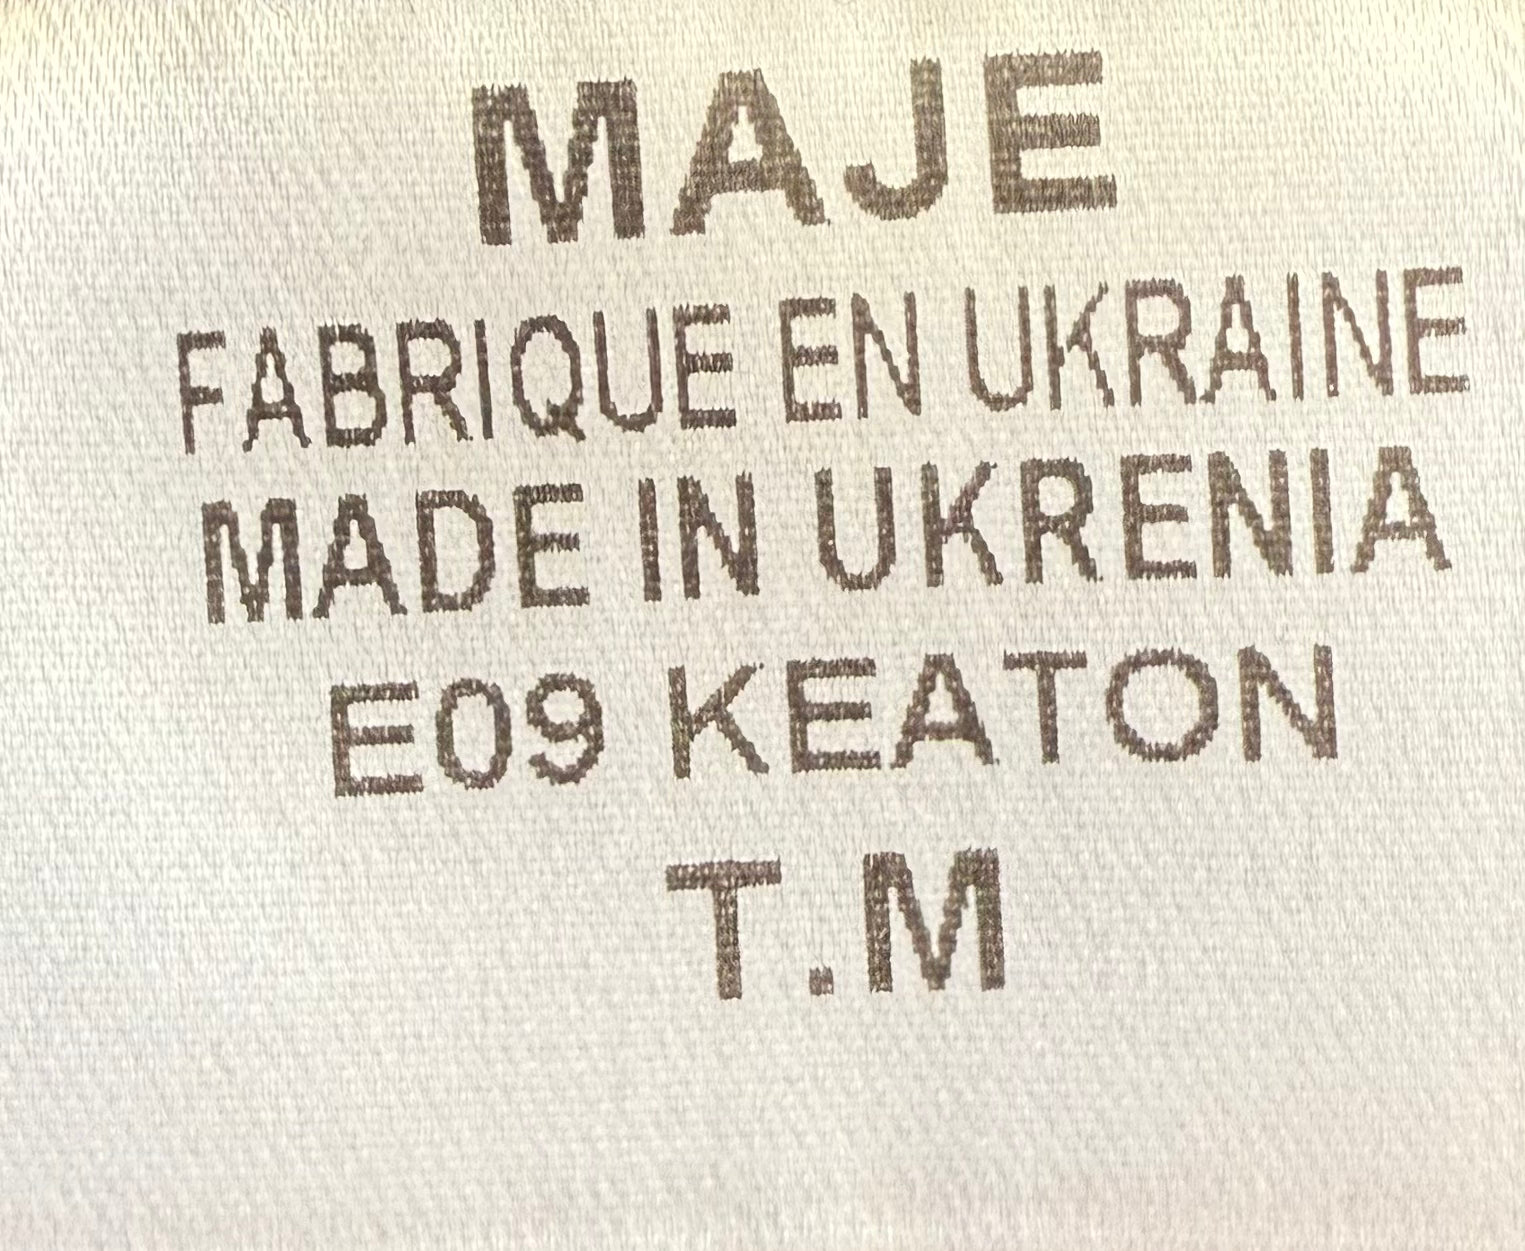 MAJE
FABRIQUE EN UKRAINE
MADE IN UKRENIA
E09 KEATON
T.M